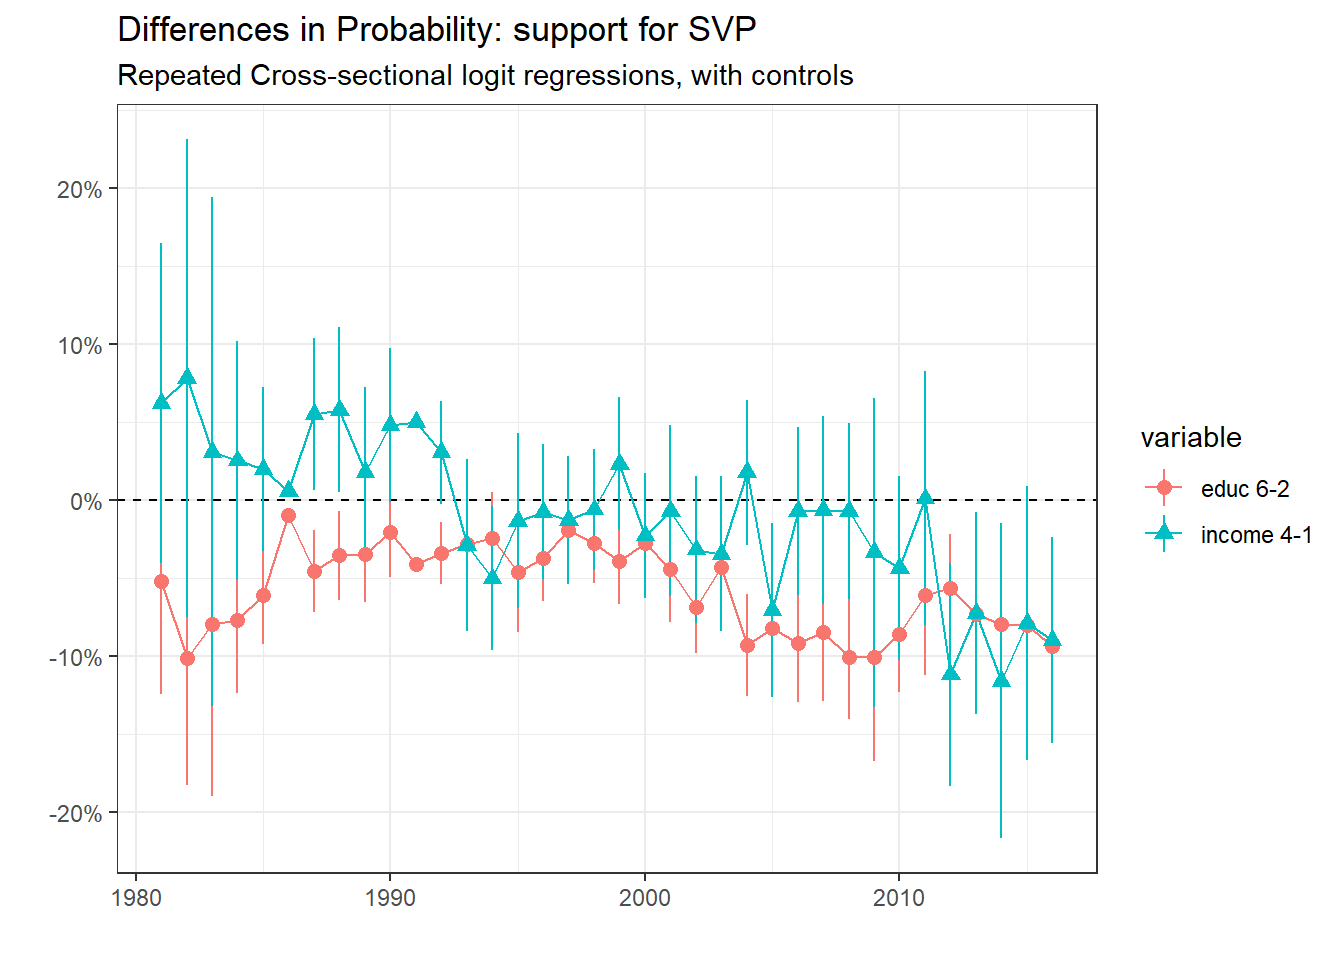 Differences in Probability: support for SVP
Repeated Cross-sectional logit regressions, with controls
20%
10%
0%
-10%
-20%
1980
1990
2000
2010
variable
educ 6-2
income 4-1